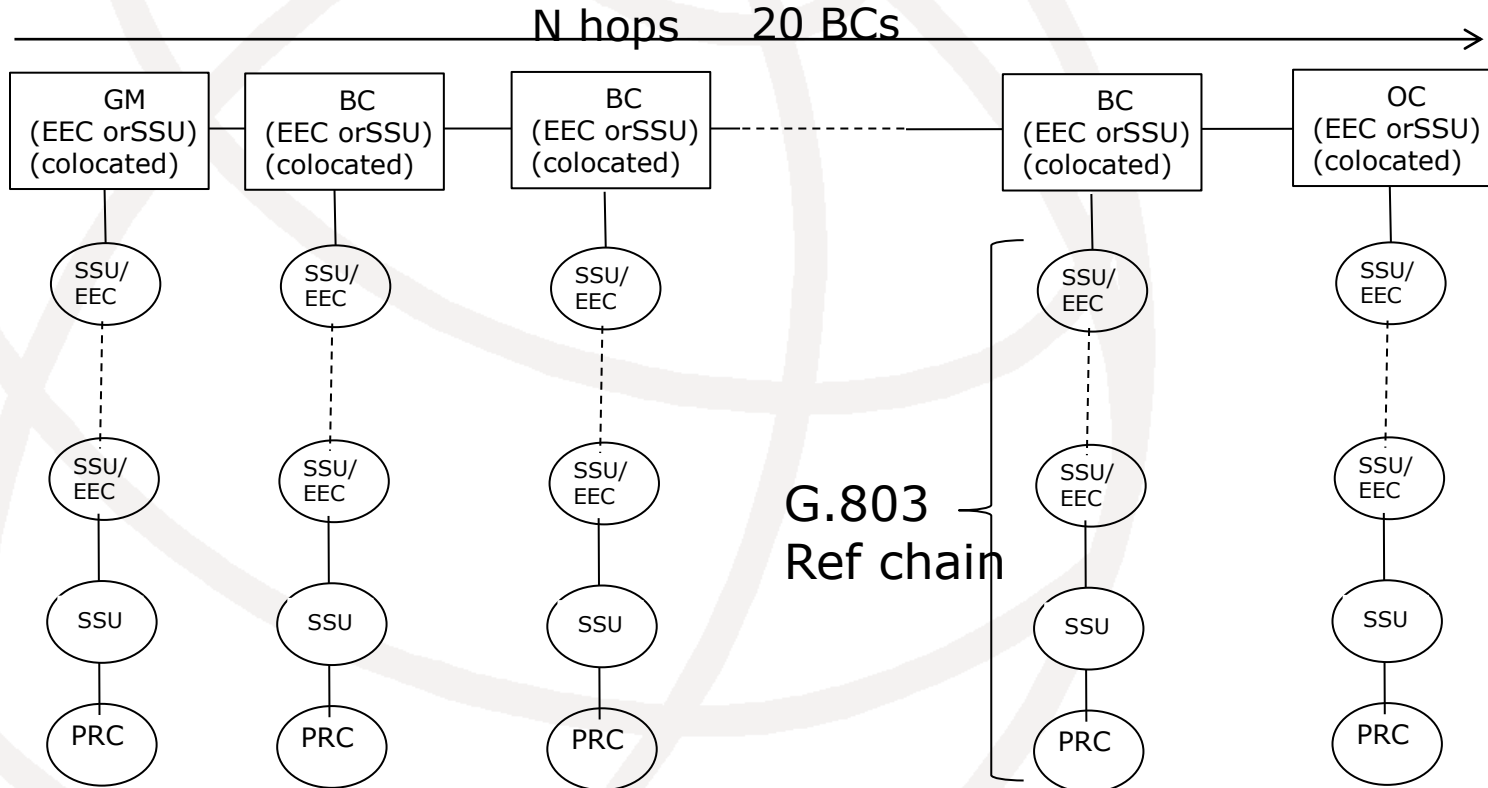 N hops 20 BCs
GM
(EEC orSSU)
(colocated)
BC
(EEC orSSU)
(colocated)
BC
(EEC orSSU)
(colocated)
BC
(EEC orSSU)
(colocated)
OC
(EEC orSSU)
(colocated)
SSU/
EEC
SSU/
EEC
SSU/
EEC
SSU/
EEC
SSU/
EEC
SSU/
EEC
SSU/
EEC
SSU/
EEC
SSU/
EEC
SSU/
EEC
G.803
Ref chain
SSU
SSU
SSU
SSU
SSU
PRC
PRC
PRC
PRC
PRC